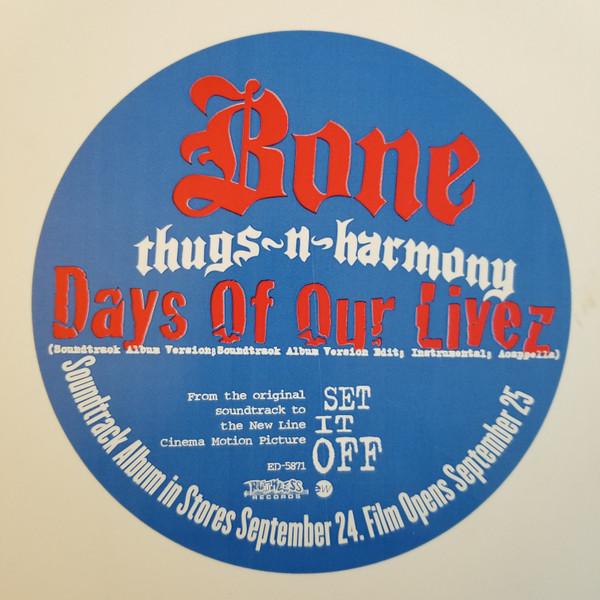 Bone
thugs~n~harmony
Days Of Our Livez
(Soundtrack Album Version; Soundtrack Album Version Edit; Instrumental; Acappella)
From the original
soundtrack to
the New Line
Cinema Motion Picture
SET
IT
OFF
ED-5871
RUTHLESS
RECORDS
ew
Soundtrack Album in Stores September 24. Film Opens September 25